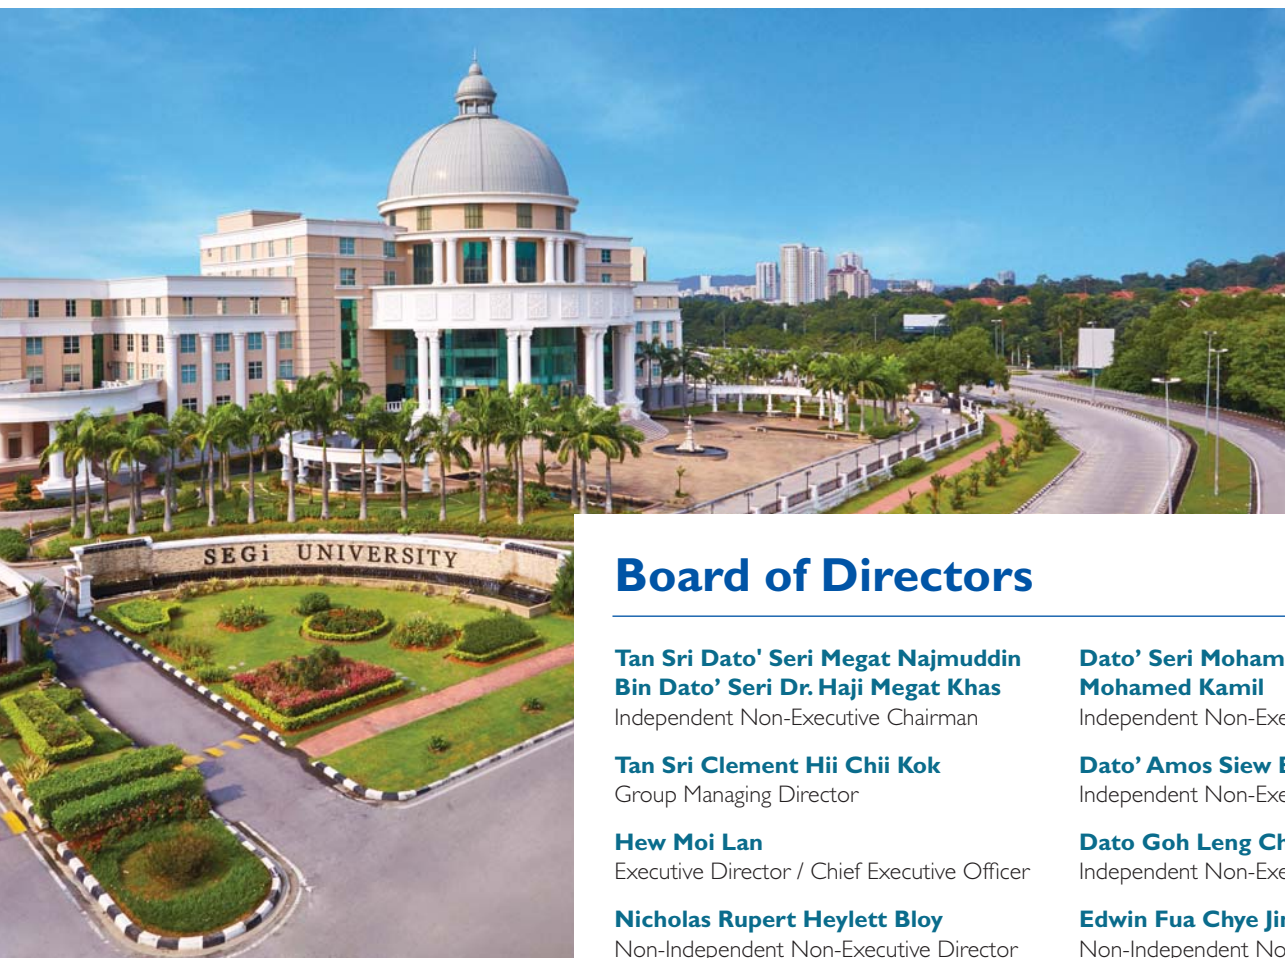 SEGi UNIVERSITY
Board of Directors
Tan Sri Dato' Seri Megat Najmuddin
Bin Dato’ Seri Dr. Haji Megat Khas
Independent Non-Executive Chairman
Tan Sri Clement Hii Chii Kok
Group Managing Director
Hew Moi Lan
Executive Director / Chief Executive Officer
Nicholas Rupert Heylett Bloy
Non-Independent Non-Executive Director
Dato’ Seri
Mohamed Kamil
Independent
Dato’ Amos Siew
Independent
Dato Goh Leng
Independent
Edwin Fua Chye
Non-Independent